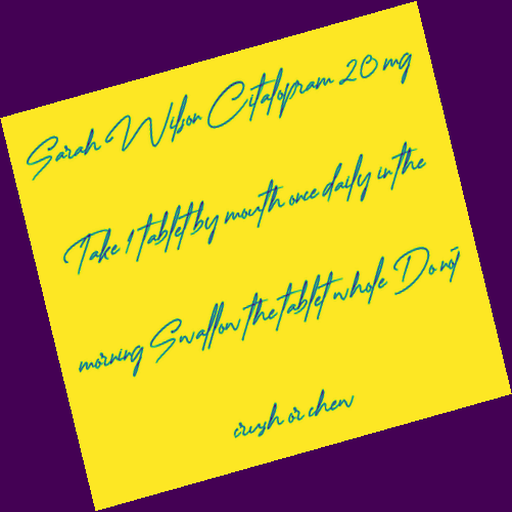 Sarah Wilson Citalopram 20 mg
Take 1 tablet by mouth once daily in the
morning Swallow the tablet whole Do not
crush or chew